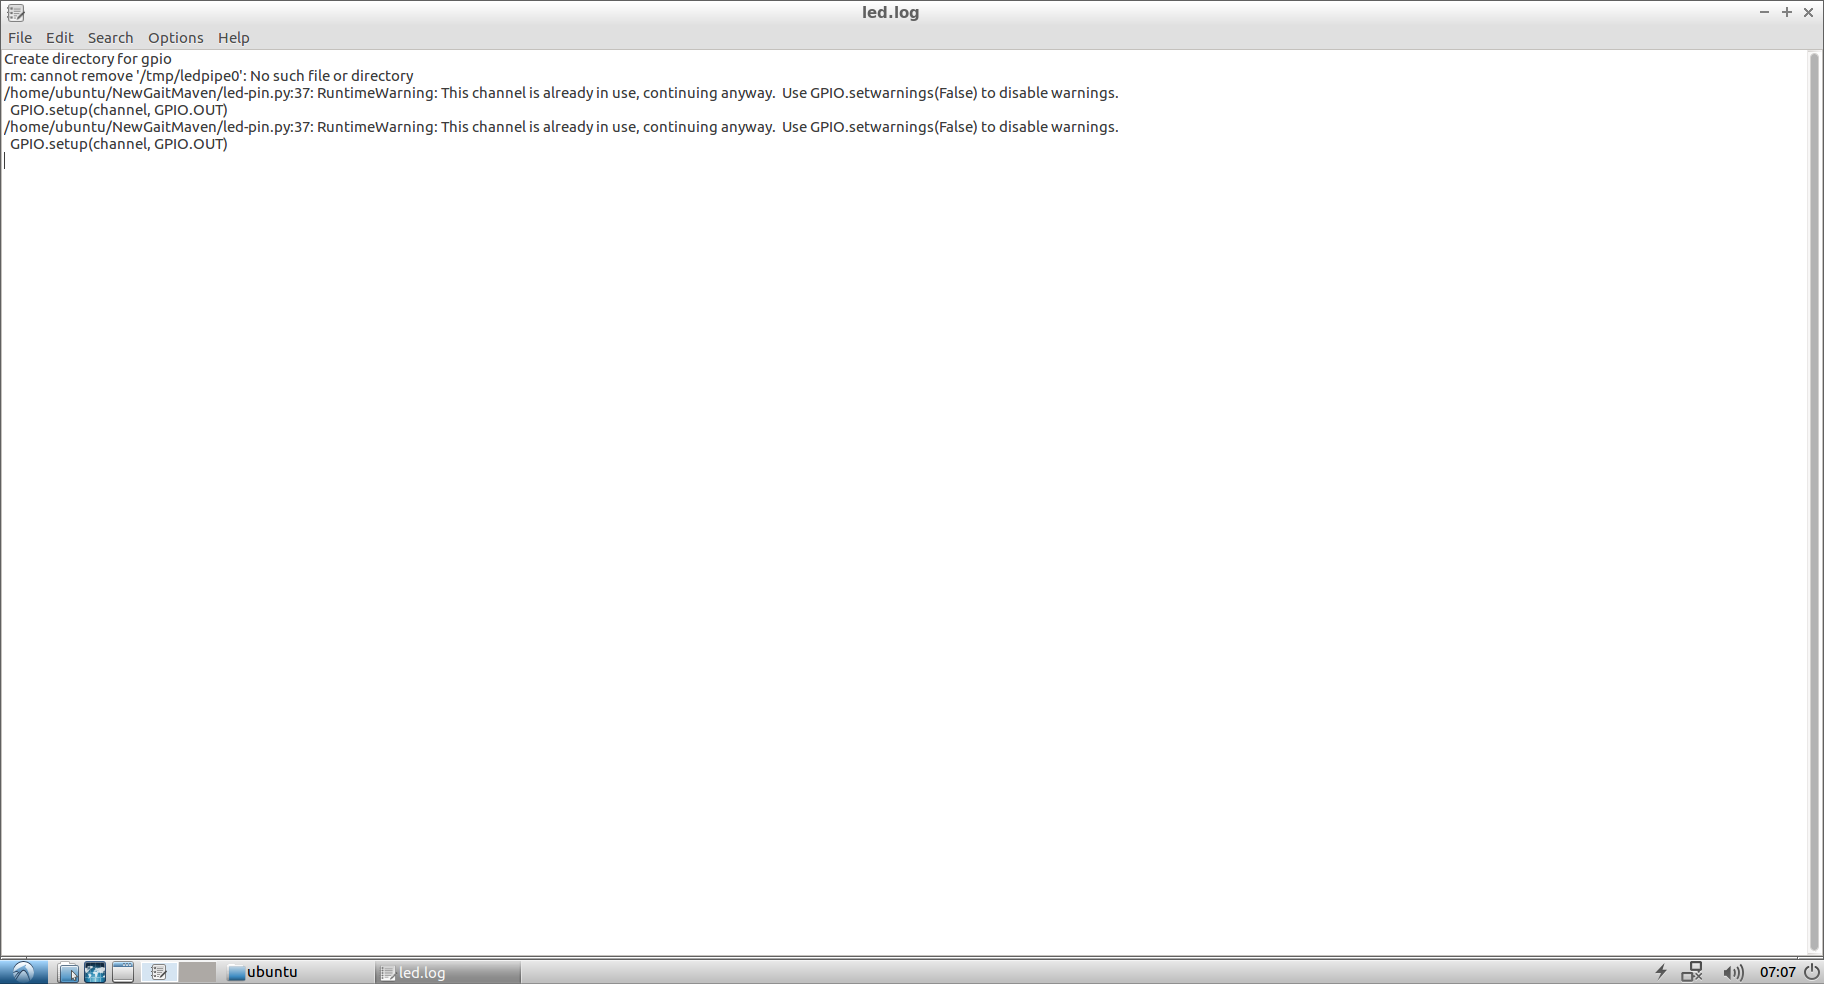 led.log
File Edit Search Options Help
Create directory for gpio
rm: cannot remove '/tmp/ledpipe0': No such file or directory
/home/ubuntu/NewGaitMaven/led-pin.py:37: RuntimeWarning: This channel is already in use, continuing anyway.  Use GPIO.setwarnings(False) to disable warnings.
  GPIO.setup(channel, GPIO.OUT)
/home/ubuntu/NewGaitMaven/led-pin.py:37: RuntimeWarning: This channel is already in use, continuing anyway.  Use GPIO.setwarnings(False) to disable warnings.
  GPIO.setup(channel, GPIO.OUT)
ubuntu led.log 07:07